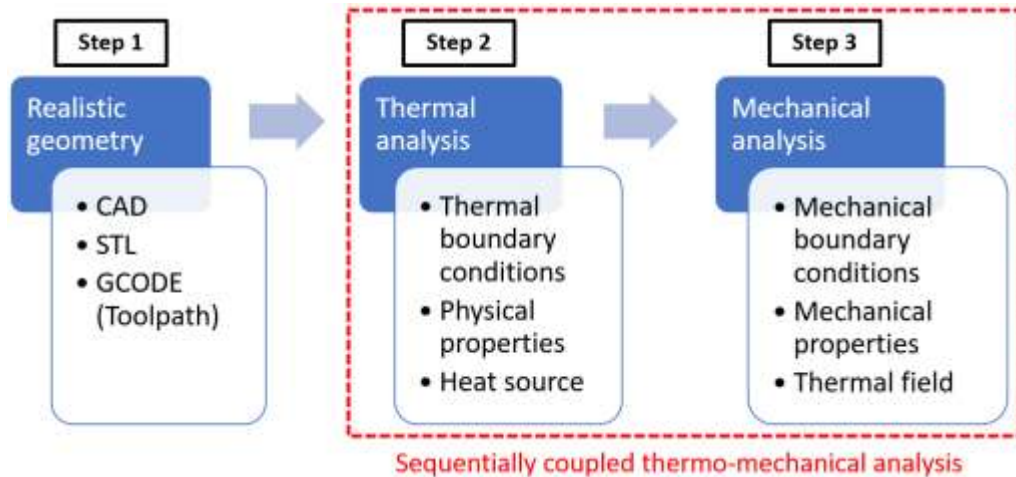 Step 1
Realistic
geometry
• CAD
• STL
• GCODE
(Toolpath)
Step 2
Thermal
analysis
• Thermal
boundary
conditions
• Physical
properties
• Heat source
Step 3
Mechanical
analysis
• Mechanical
boundary
conditions
• Mechanical
properties
• Thermal field
Sequentially coupled thermo-mechanical analysis